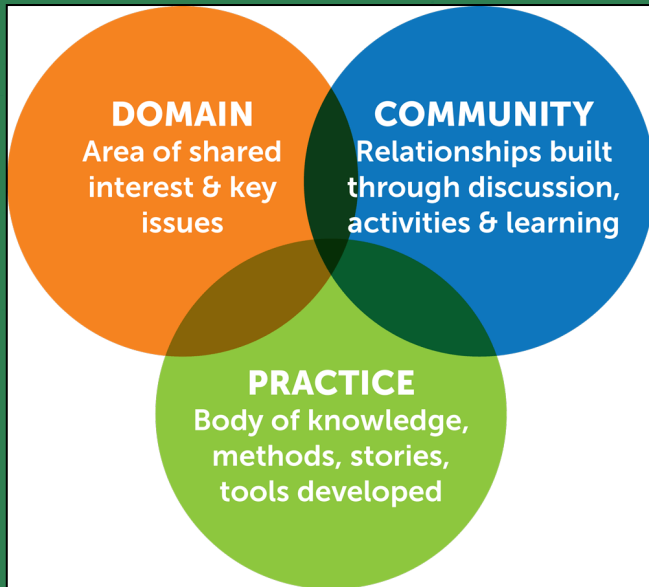 DOMAIN
Area of shared
interest & key
issues
COMMUNITY
Relationships built
through discussion,
activities & learning
PRACTICE
Body of knowledge,
methods, stories,
tools developed